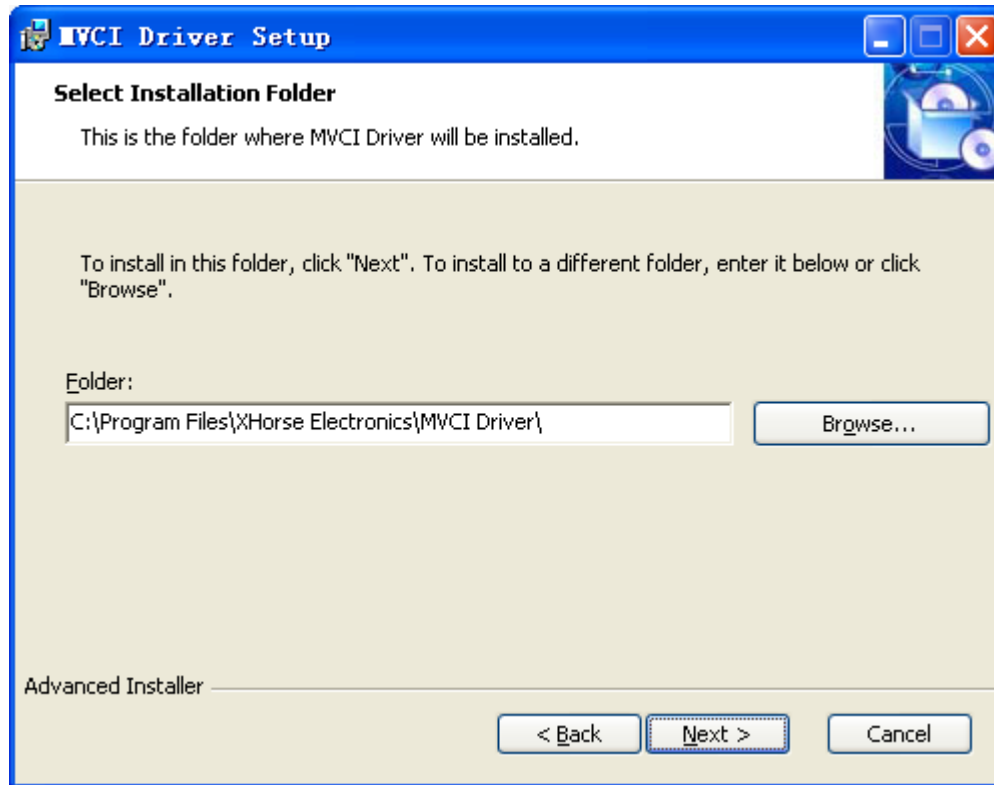 MVCI Driver Setup
Select Installation Folder
This is the folder where MVCI Driver will be installed.
To install in this folder, click "Next". To install to a different folder, enter it below or click
"Browse".
Folder:
C:\Program Files\XHorse Electronics\MVCI Driver\
Browse...
Advanced Installer
< Back
Next >
Cancel